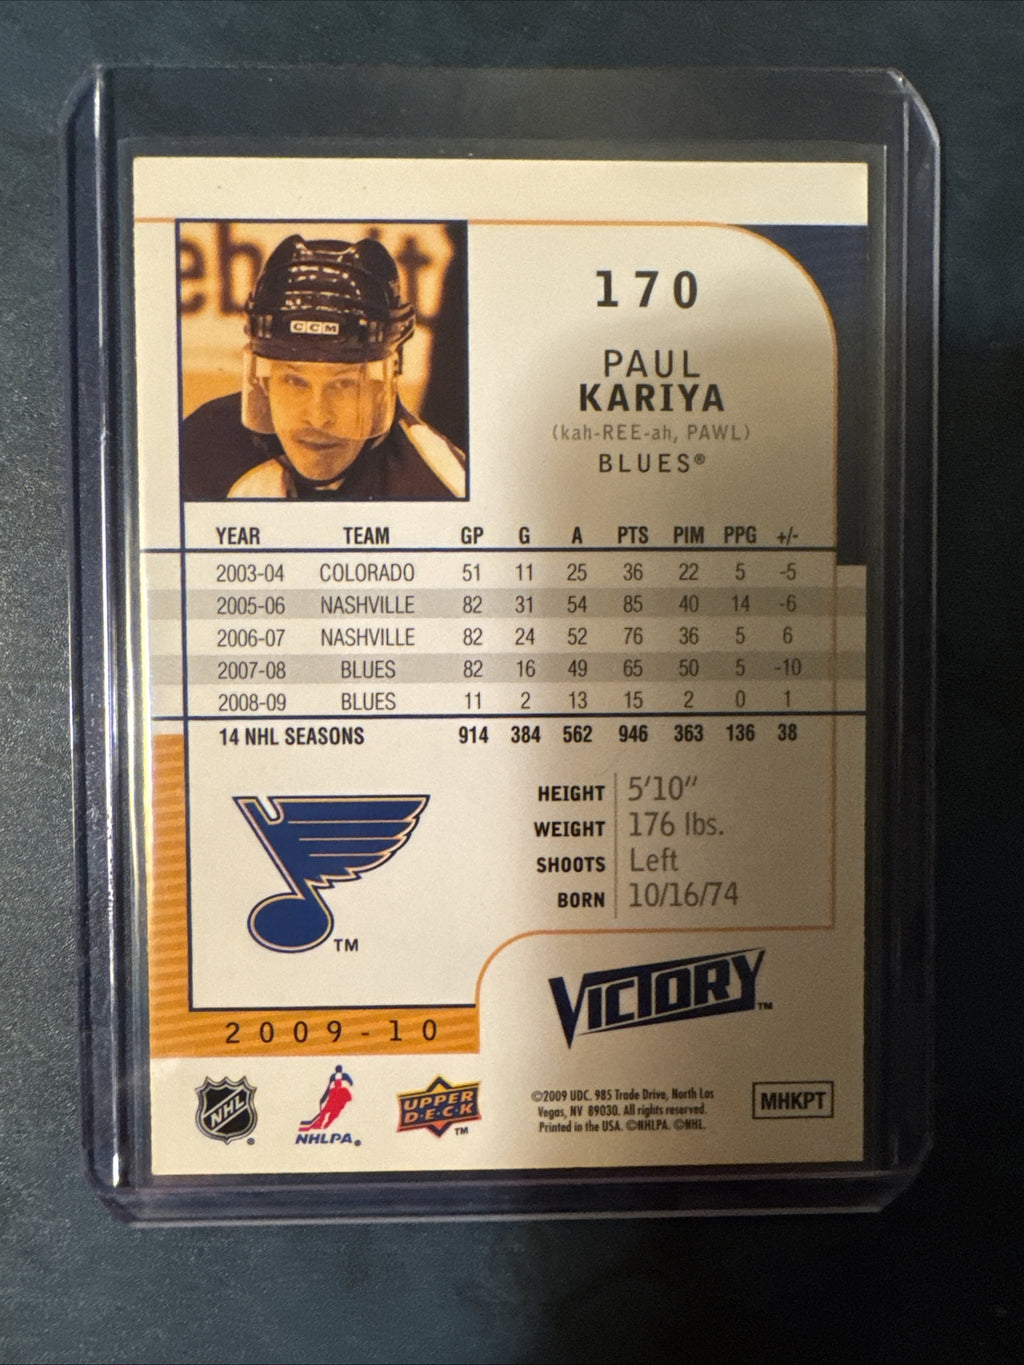 ebit
CCM
170
PAUL
KARIYA
(kah-REE-ah, PAWL)
BLUES®
YEAR TEAM GP G A PTS PIM PPG +/-
2003-04 COLORADO 51 11 25 36 22 5 -5
2005-06 NASHVILLE 82 31 54 85 40 14 -6
2006-07 NASHVILLE 82 24 52 76 36 5 6
2007-08 BLUES 82 16 49 65 50 5 -10
2008-09 BLUES 11 2 13 15 2 0 1
14 NHL SEASONS 914 384 562 946 363 136 38
HEIGHT 5'10"
WEIGHT 176 lbs.
SHOOTS Left
BORN 10/16/74
TM
VICTORY TM
2009-10
NHL ®
NHLPA®
UPPER
D·E·C·K TM
©2009 UDC. 985 Trade Drive, North Las
Vegas, NV 89030. All rights reserved.
Printed in the USA. ©NHLPA. ©NHL.
MHKPT